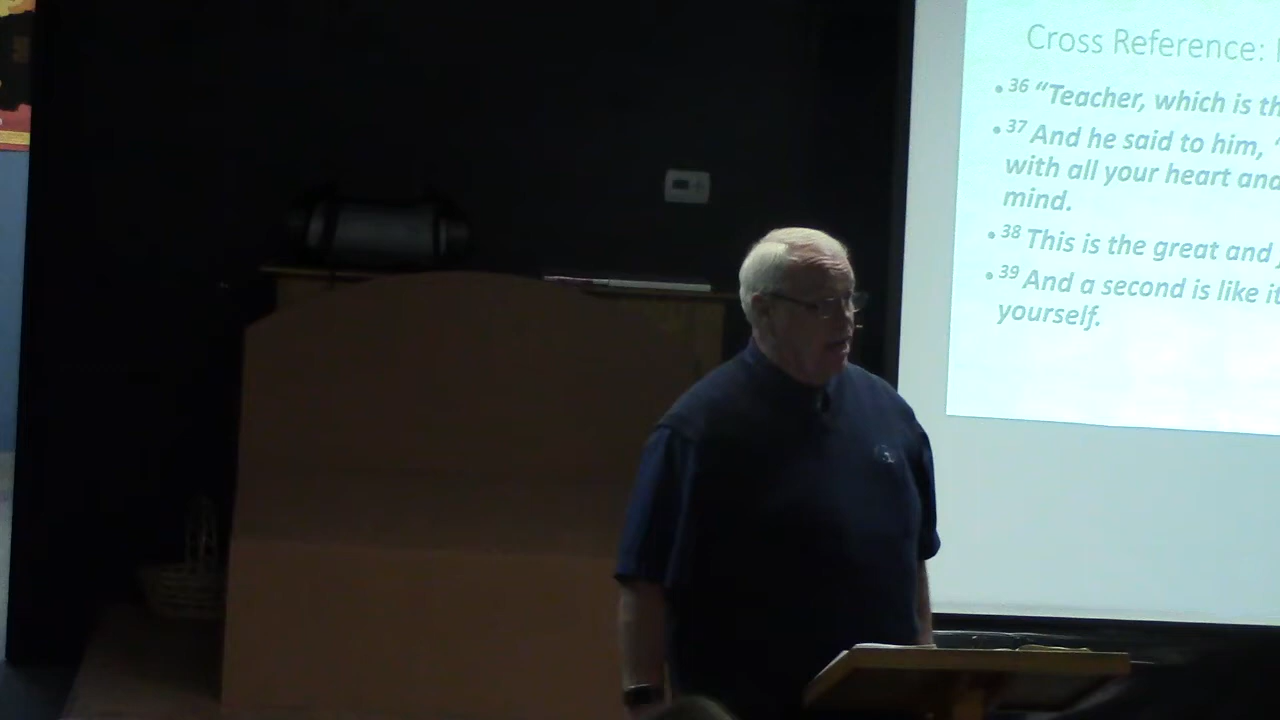 Cross Reference:
• 36 “Teacher, which is
• 37 And he said to him, “
with all your heart and
mind.
• 38 This is the great and
• 39 And a second is like it
yourself.